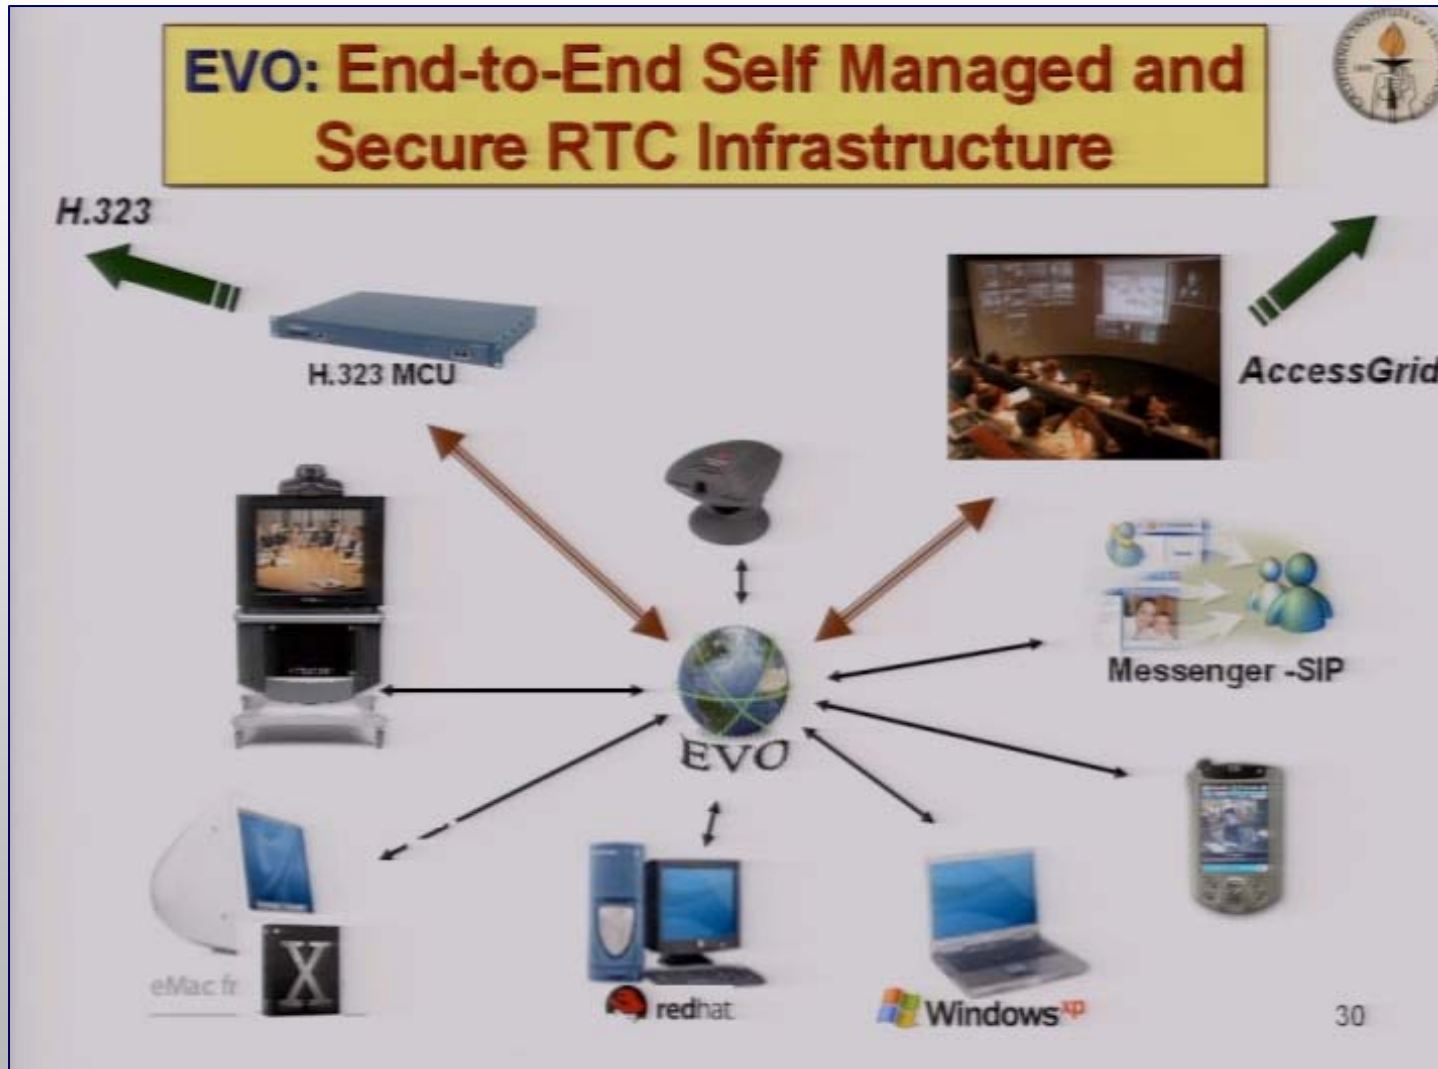 EVO: End-to-End Self Managed and
Secure RTC Infrastructure
H.323
H.323 MCU
AccessGrid
Messenger -SIP
EVO
eMac fr
X
redhat
Windows xp
30